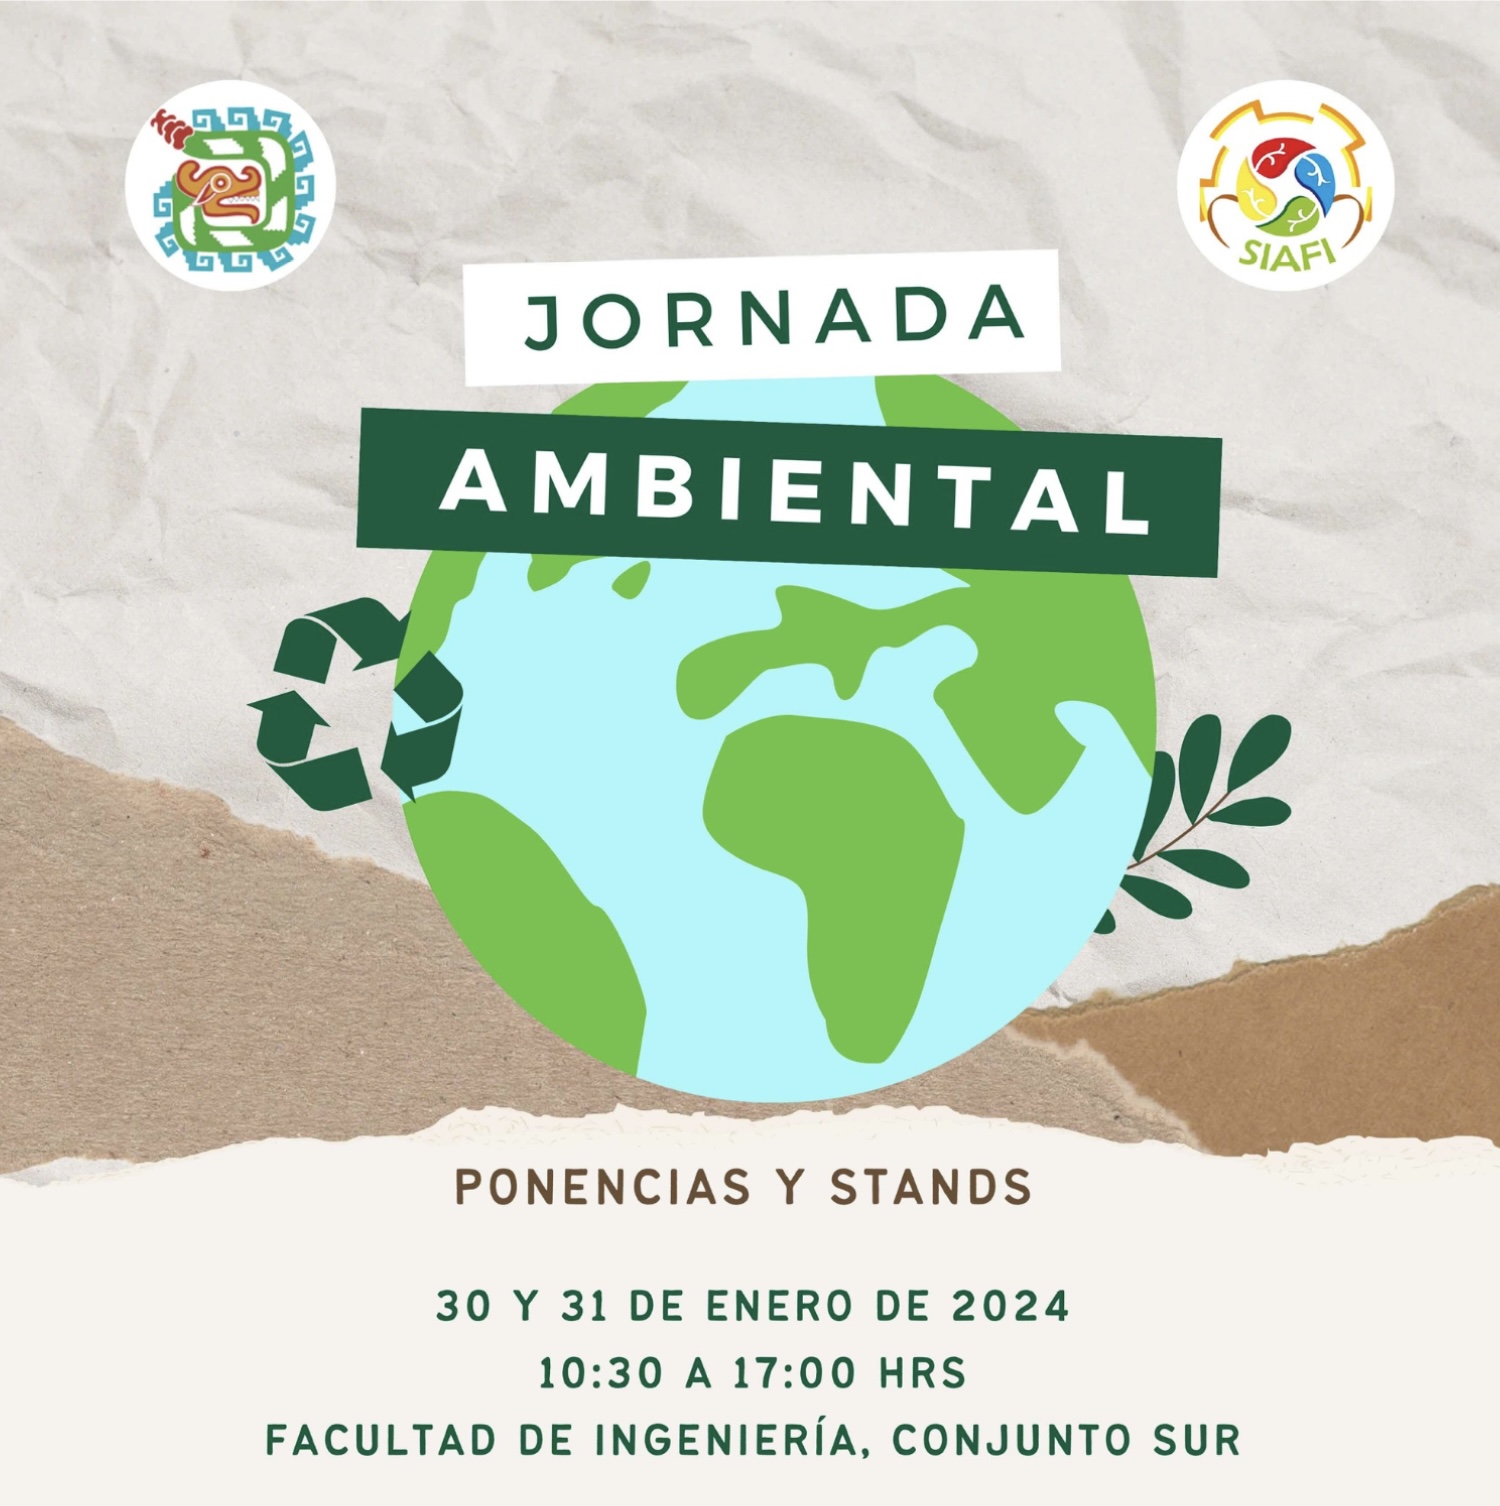 SIAFI
JORNADA
AMBIENTAL
PONENCIAS Y STANDS
30 Y 31 DE ENERO DE 2024
10:30 A 17:00 HRS
FACULTAD DE INGENIERÍA, CONJUNTO SUR